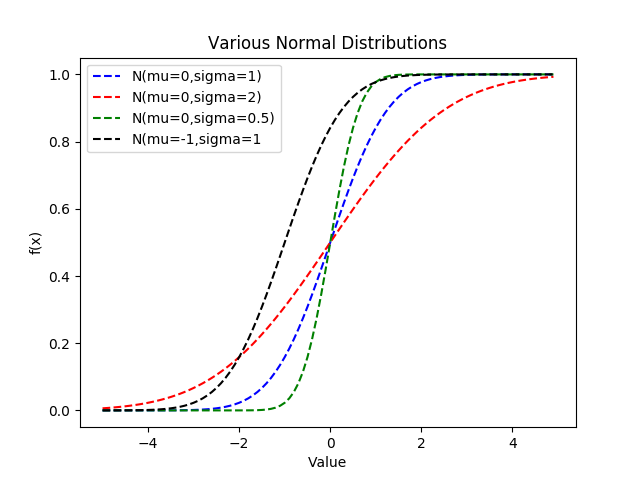 Various Normal Distributions
N(mu=0,sigma=1)
N(mu=0,sigma=2)
N(mu=0,sigma=0.5)
N(mu=-1,sigma=1
1.0
0.8
0.6
0.4
0.2
0.0
f(x)
−4 −2 0 2 4
Value